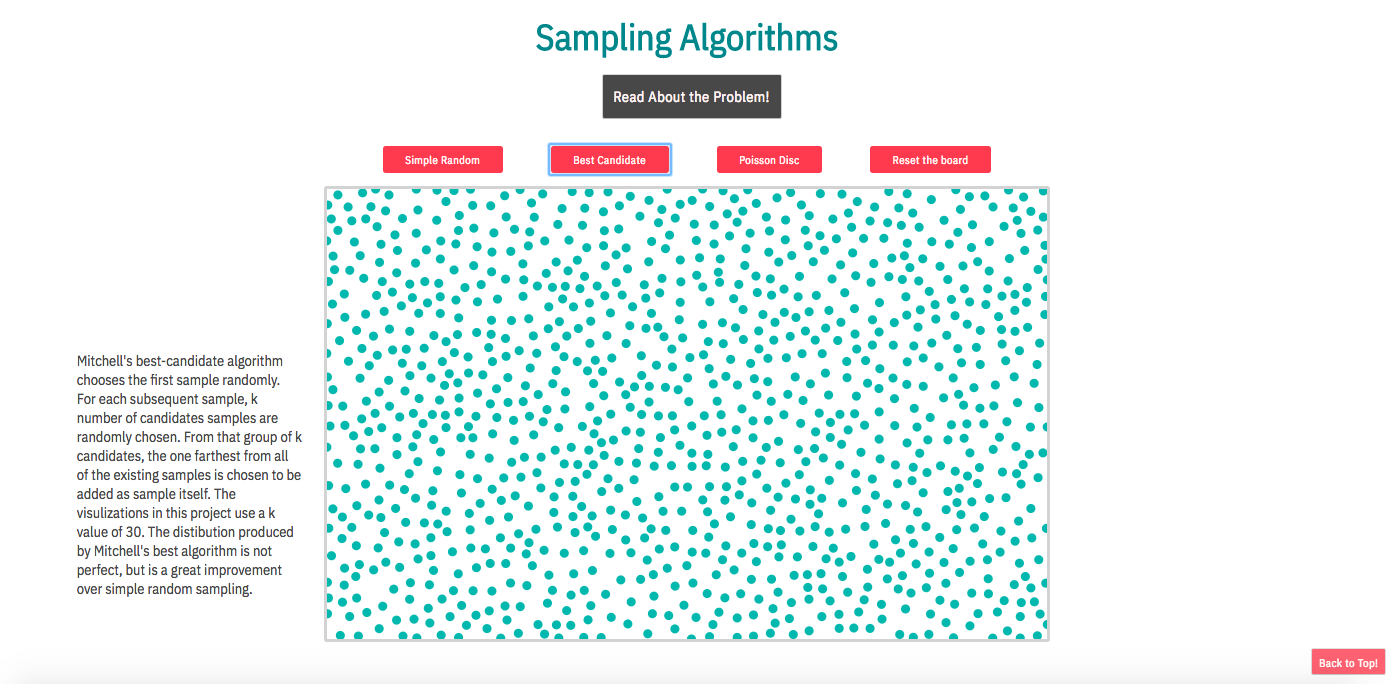 Sampling Algorithms
Read About the Problem!
Simple Random
Best Candidate
Poisson Disc
Reset the board
Mitchell's best-candidate algorithm
chooses the first sample randomly.
For each subsequent sample, k
number of candidates samples are
randomly chosen. From that group of k
candidates, the one farthest from all
of the existing samples is chosen to be
added as sample itself. The
visulizations in this project use a k
value of 30. The distibution produced
by Mitchell's best algorithm is not
perfect, but is a great improvement
over simple random sampling.
Back to Top!